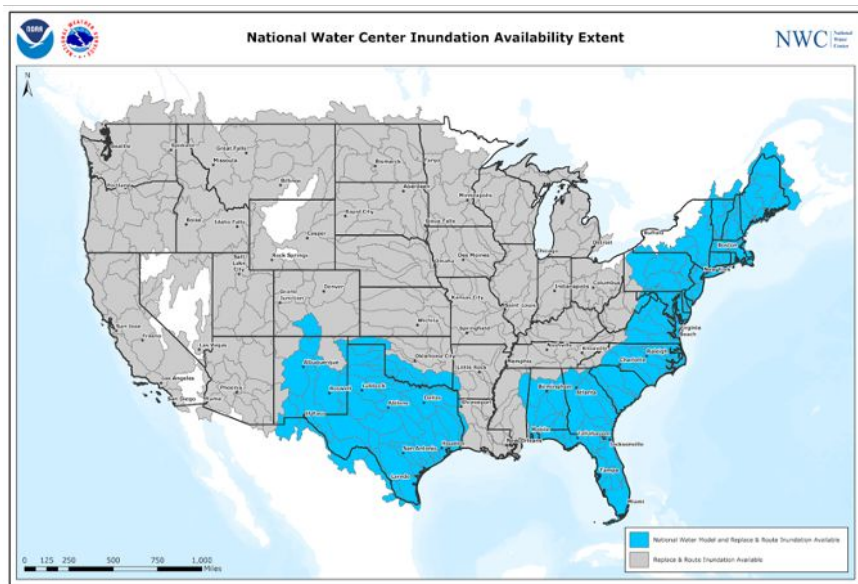 NOAA
National Water Center Inundation Availability Extent
NWC
National
Water
Center
N
Seattle
Spokane
Great Falls
Missoula
Portland
Billings
Bismarck
Fargo
Aberdeen
Minneapolis
Boise
Idaho Falls
Rapid City
Casper
Sioux Falls
Rock Springs
Salt
Lake
City
Omaha
Des Moines
Chicago
Detroit
Buffalo
Boston
New York
Grand
Junction
Denver
Kansas City
Saint Louis
Indianapolis
Columbus
San Jose
Fresno
Las Vegas
Wichita
Springfield
Nashville
Knoxville
Raleigh
Virginia
Beach
Charlotte
Los Angeles
San Diego
Yuma
Phoenix
Albuquerque
Roswell
Lubbock
Oklahoma City
Memphis
Little Rock
Birmingham
Atlanta
El Paso
Abilene
Dallas
Shreveport
Mobile
Tallahassee
Jacksonville
San Antonio
Houston
New Orleans
Laredo
Tampa
Miami
0 125 250 500 750 1,000
Miles
National Water Model and Replace & Route Inundation Available
Replace & Route Inundation Available